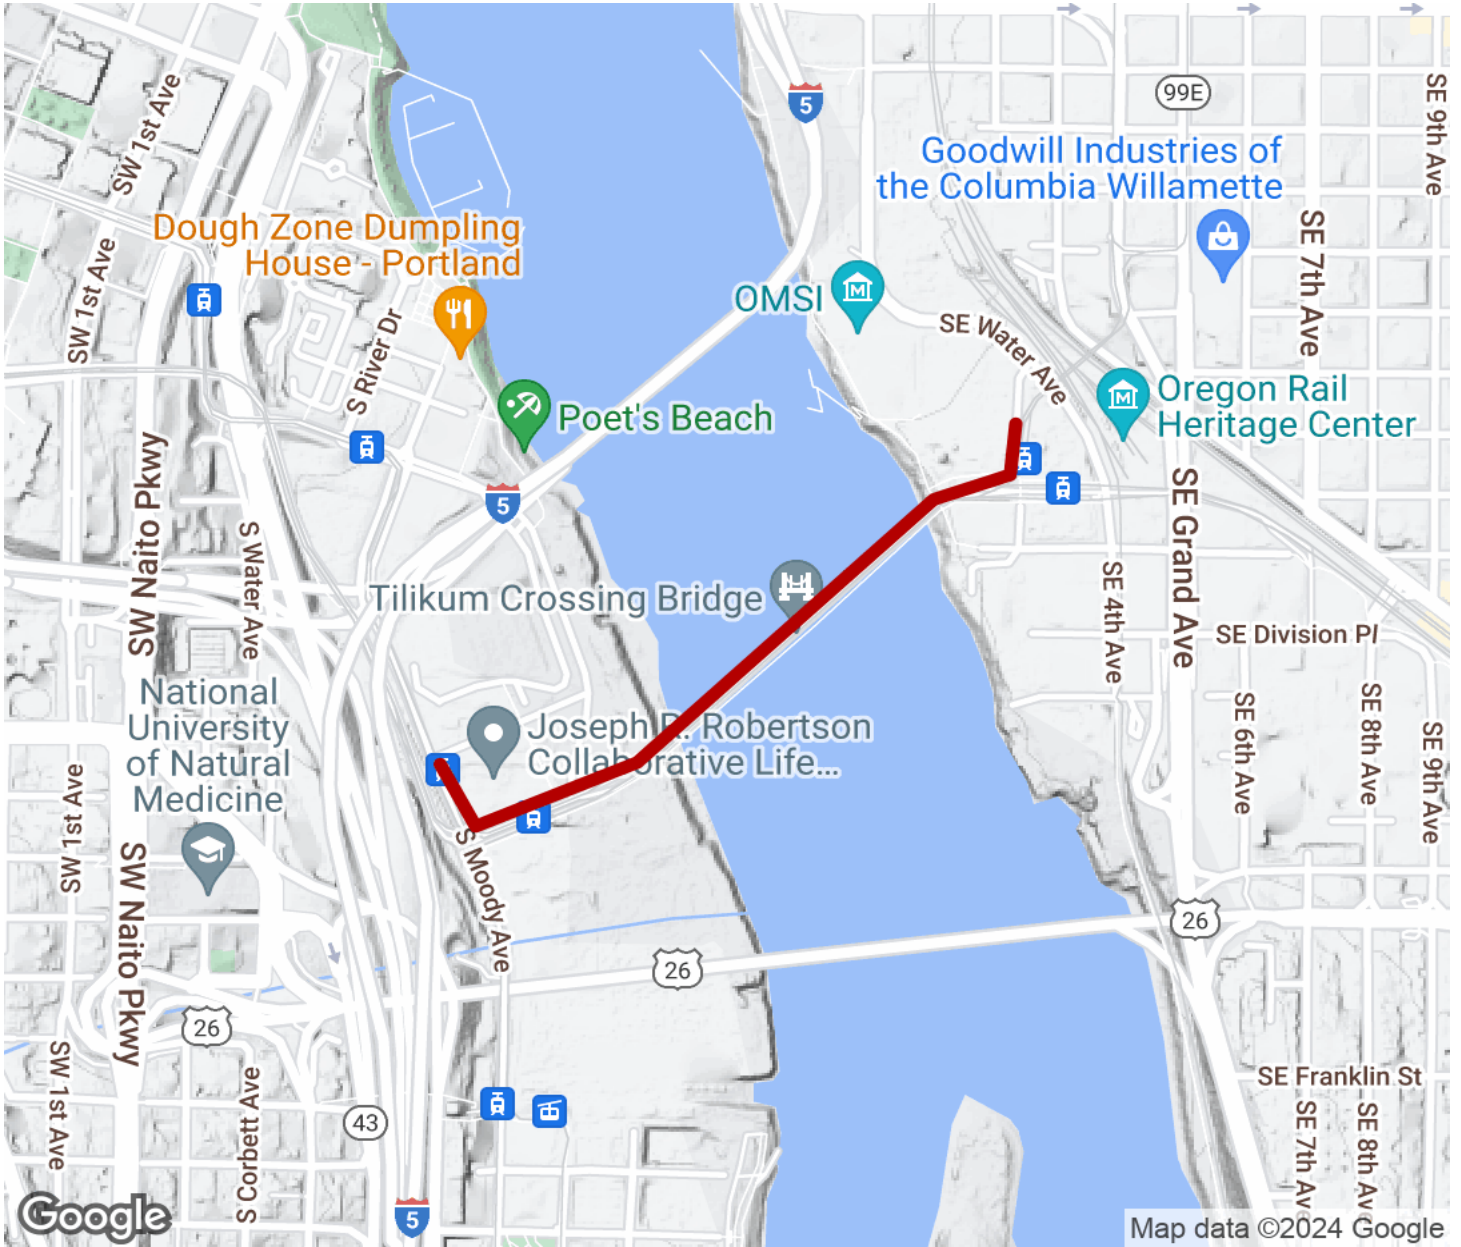 SW 1st Ave
5
99E
SE 9th Ave
Goodwill Industries of
the Columbia Willamette
Dough Zone Dumpling
House - Portland
SW 1st Ave
SE 7th Ave
OMSI
SE Water Ave
S River Dr
Poet's Beach
Oregon Rail
Heritage Center
SW Naito Pkwy
5
S Water Ave
SE Grand Ave
Tilikum Crossing Bridge
SE 4th Ave
SE Division Pl
National
University
of Natural
Medicine
Joseph R. Robertson
Collaborative Life...
SE 6th Ave
SE 8th Ave
SE 9th Ave
SW 1st Ave
SW Naito Pkwy
S Moody Ave
26
26
26
SW 1st Ave
S Corbett Ave
43
SE Franklin St
SE 7th Ave
SE 8th Ave
5
Google
Map data ©2024 Google